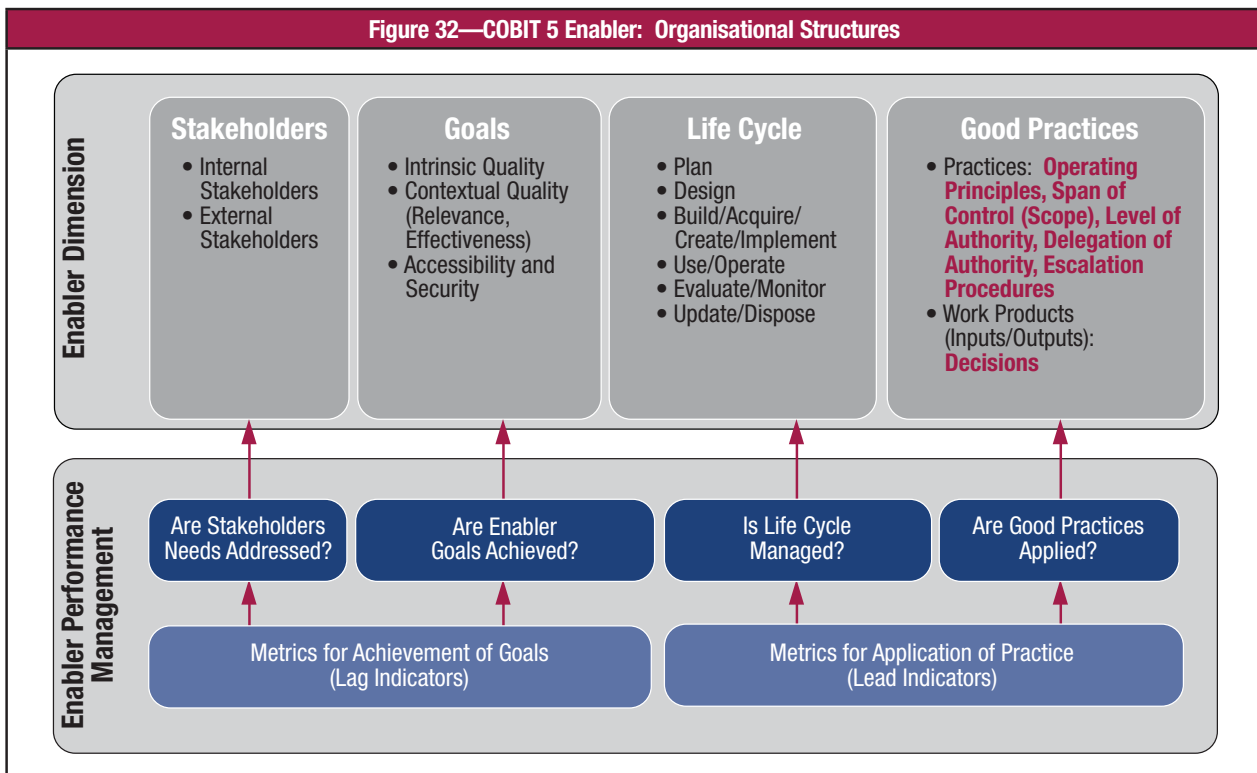 Figure 32—COBIT 5 Enabler: Organisational Structures
Enabler Dimension
Stakeholders
• Internal
Stakeholders
• External
Stakeholders
Goals
• Intrinsic Quality
• Contextual Quality
(Relevance,
Effectiveness)
• Accessibility and
Security
Life Cycle
• Plan
• Design
• Build/Acquire/
Create/Implement
• Use/Operate
• Evaluate/Monitor
• Update/Dispose
Good Practices
• Practices: Operating
Principles, Span of
Control (Scope), Level of
Authority, Delegation of
Authority, Escalation
Procedures
• Work Products
(Inputs/Outputs):
Decisions
Enabler Performance
Management
Are Stakeholders
Needs Addressed?
Are Enabler
Goals Achieved?
Is Life Cycle
Managed?
Are Good Practices
Applied?
Metrics for Achievement of Goals
(Lag Indicators)
Metrics for Application of Practice
(Lead Indicators)